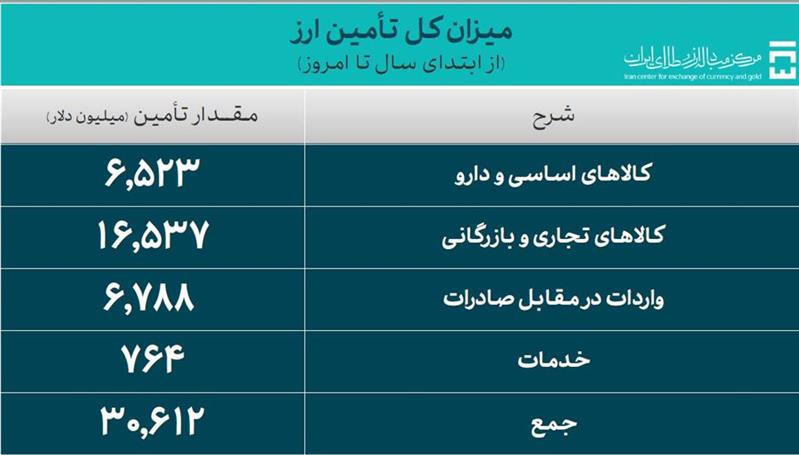 میزان کل تأمین ارز
(از ابتدای سال تا امروز)
مرکز مبادله ارز و طلای ایران
Iran center for exchange of currency and gold
شرح مقدار تأمین (میلیون دلار)
کالاهای اساسی و دارو ۶,۵۲۳
کالاهای تجاری و بازرگانی ۱۶,۵۳۷
واردات در مقابل صادرات ۶,۷۸۸
خدمات ۷۶۴
جمع ۳۰,۶۱۲